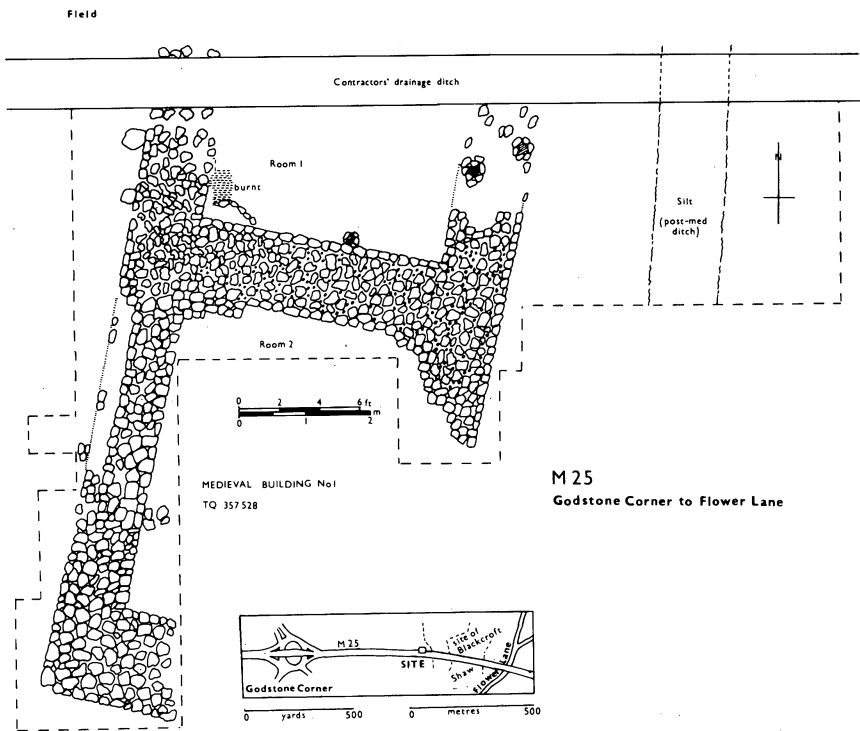 Field
Contractors' drainage ditch
Room 1
burnt
N
Silt
(post-med
ditch)
Room 2
0 2 4 6 ft
m
0 1 2
MEDIEVAL BUILDING No1
TQ 357528
M 25
Godstone Corner to Flower Lane
M 25
SITE
site of
Blackcroft
Shaw
Flower Lane
Godstone Corner
0 yards 500
0 metres 500